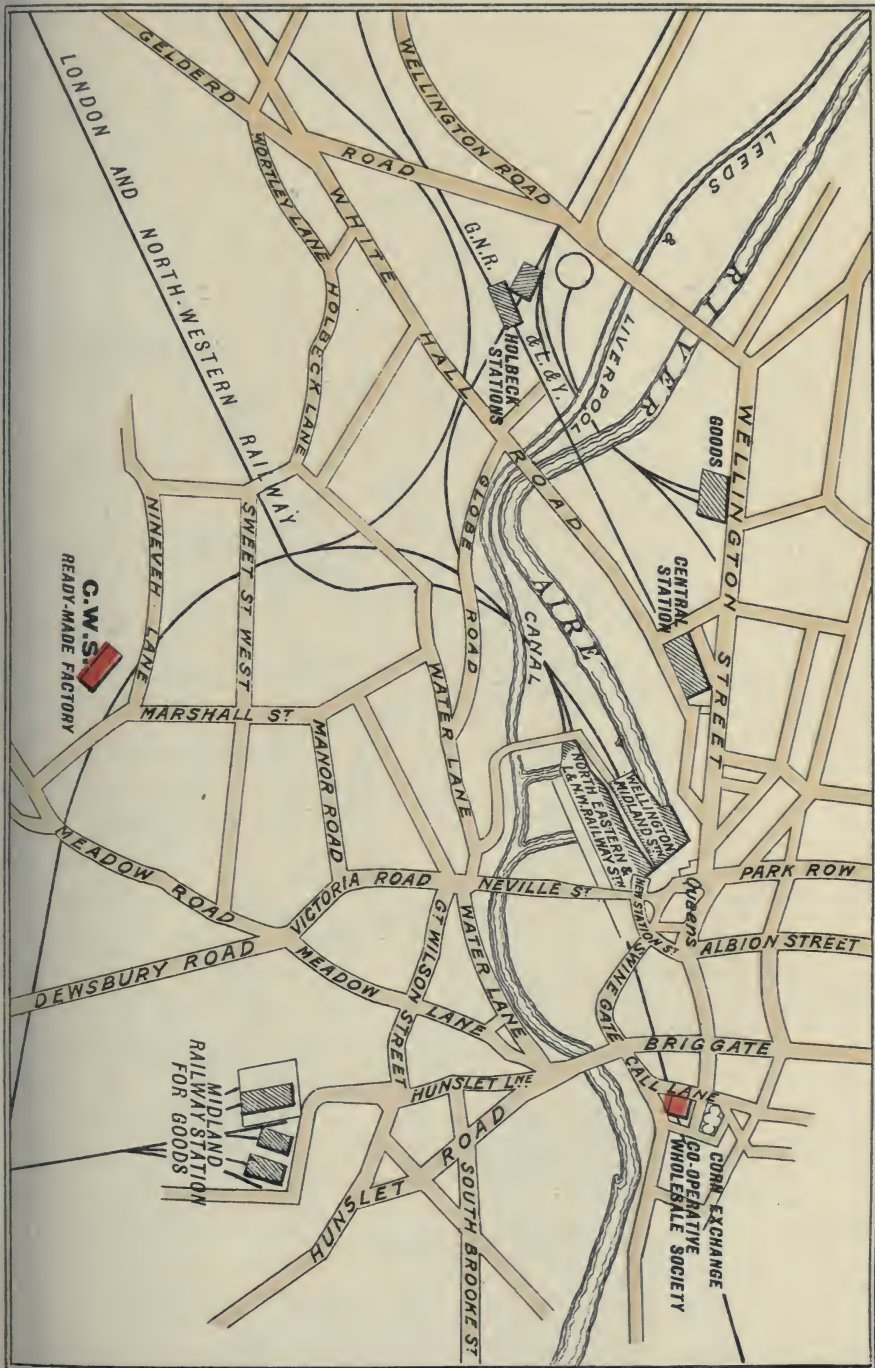 GELDERD
ROAD
WELLINGTON ROAD
LEEDS
&
LIVERPOOL
CANAL
RIVER
AIRE
LONDON AND NORTH-WESTERN RAILWAY
WORTLEY LANE
HOLBECK LANE
WHITE HALL ROAD
G.N.R.
& L. & Y.
HOLBECK
STATIONS
GOODS
WELLINGTON STREET
CENTRAL
STATION
GLOBE ROAD
NINEVEH LANE
SWEET ST WEST
C.W.S.
READY-MADE FACTORY
MARSHALL ST
MANOR ROAD
WATER LANE
WELLINGTON
MIDLAND STN
NORTH EASTERN &
L&N.W. RAILWAY STN
NEW STATION ST
Queens
PARK ROW
ALBION STREET
NEVILLE ST
VICTORIA ROAD
MEADOW ROAD
DEWSBURY ROAD
MEADOW LANE
GT WILSON
STREET
WATER LANE
SWINE GATE
BRIGGATE
CALL LANE
CORN EXCHANGE
CO-OPERATIVE
WHOLESALE SOCIETY
HUNSLET LNE
HUNSLET ROAD
SOUTH BROOKE ST
MIDLAND
RAILWAY STATION
FOR GOODS